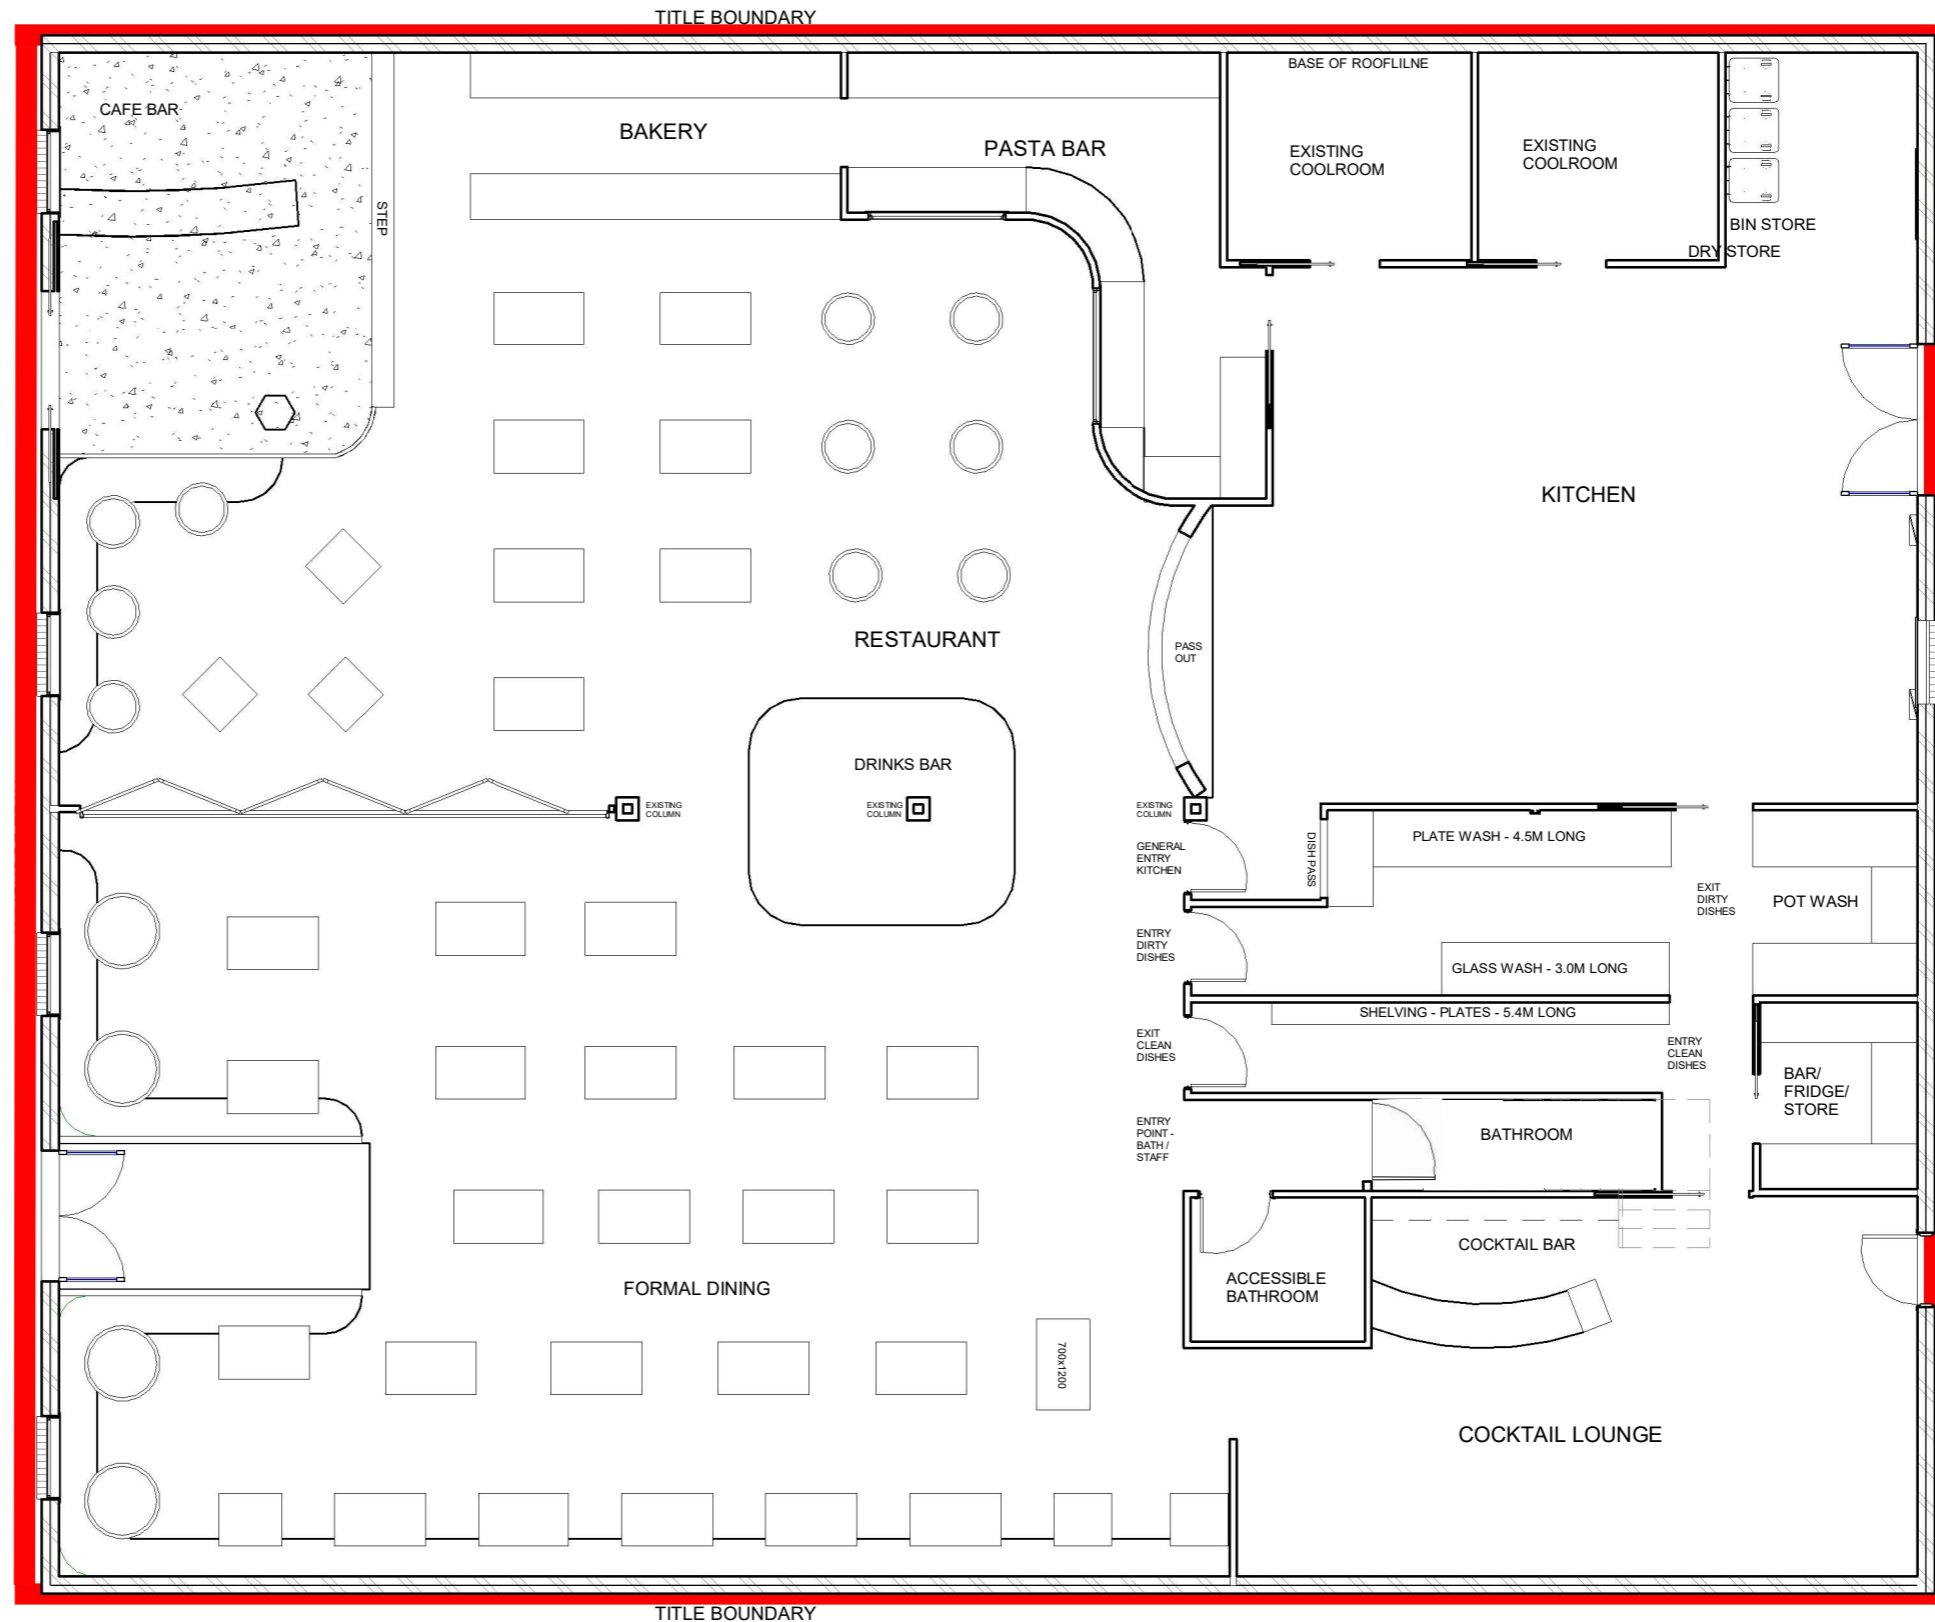 TITLE BOUNDARY
BASE OF ROOFLILNE
CAFE BAR
BAKERY
PASTA BAR
EXISTING
COOLROOM
EXISTING
COOLROOM
STEP
BIN STORE
DRY STORE
KITCHEN
RESTAURANT
PASS
OUT
DRINKS BAR
EXISTING
COLUMN
EXISTING
COLUMN
EXISTING
COLUMN
GENERAL
ENTRY
KITCHEN
DISH PASS
PLATE WASH - 4.5M LONG
EXIT
DIRTY
DISHES
POT WASH
ENTRY
DIRTY
DISHES
GLASS WASH - 3.0M LONG
SHELVING - PLATES - 5.4M LONG
EXIT
CLEAN
DISHES
ENTRY
CLEAN
DISHES
BAR/
FRIDGE/
STORE
ENTRY
POINT -
BATH /
STAFF
BATHROOM
COCKTAIL BAR
ACCESSIBLE
BATHROOM
FORMAL DINING
700x1200
COCKTAIL LOUNGE
TITLE BOUNDARY